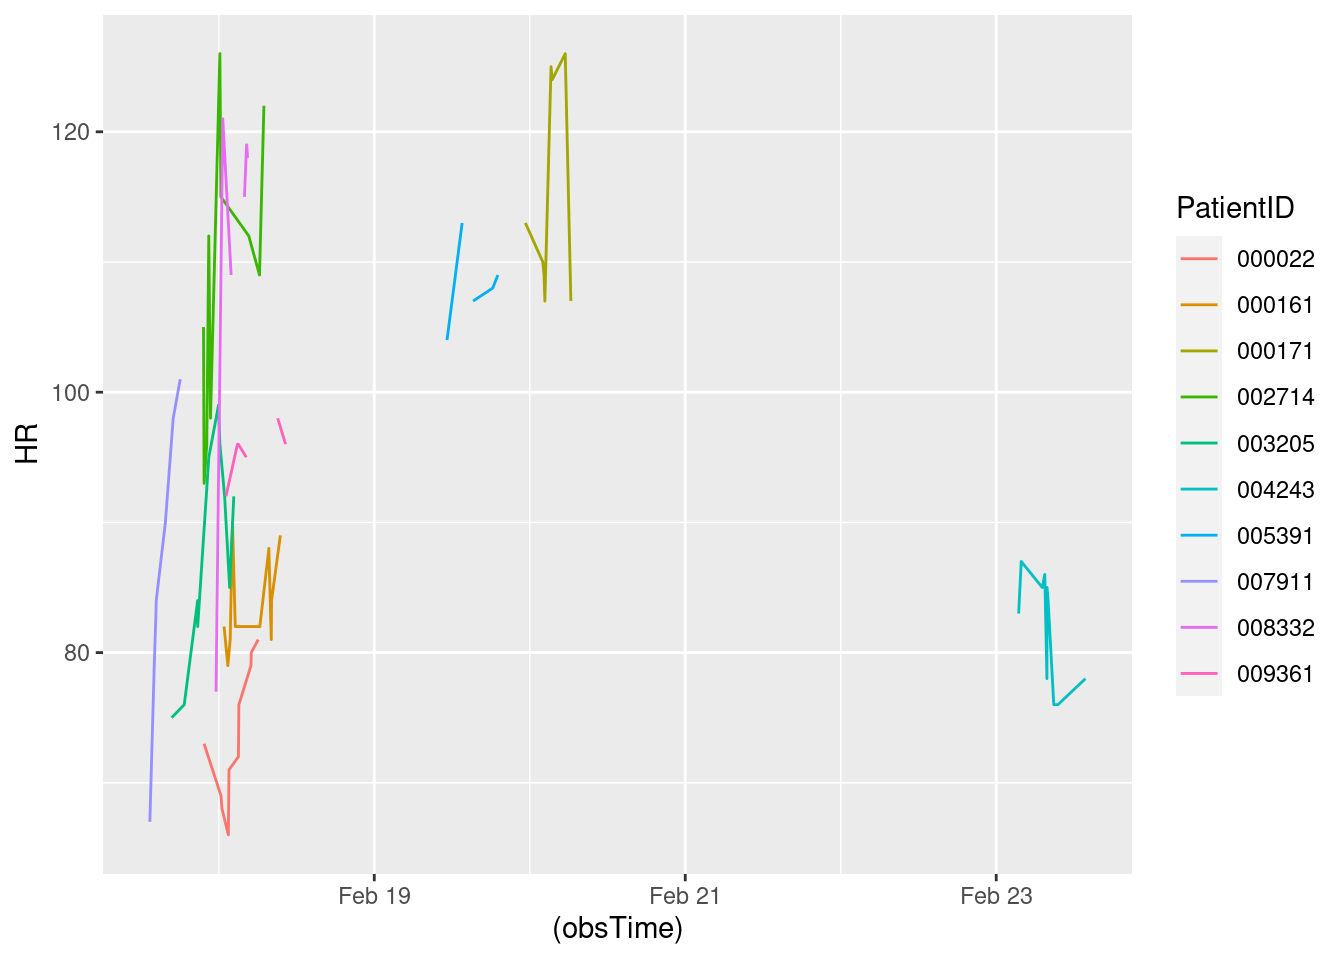 120
100
80
HR
Feb 19
Feb 21
Feb 23
(obsTime)
PatientID
000022
000161
000171
002714
003205
004243
005391
007911
008332
009361